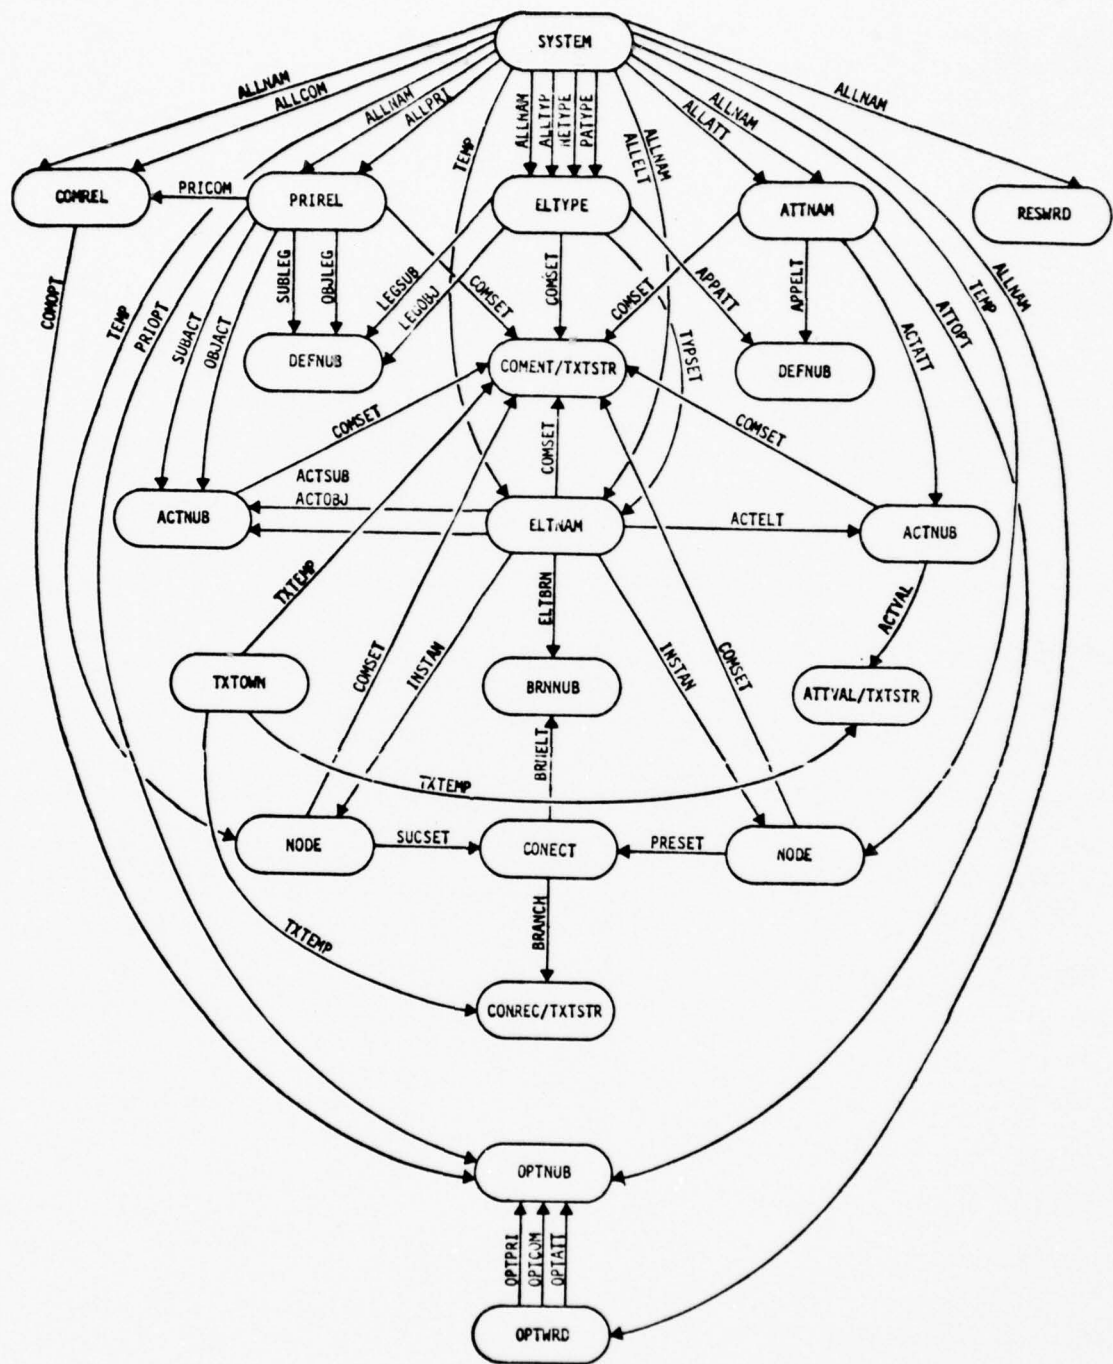 SYSTEM
ALLNAM
ALLCOM
ALLNAM
ALLPRI
TEMP
ALLNAM
ALLTYP
NETYPE
PATYPE
ALLNAM
ALLELT
ALLATT
ALLNAM
ALLNAM
COMREL
PRICOM
PRIREL
ELTYPE
ATTNAM
RESWRD
COMOPT
TEMP
PRIOPT
SUBACT
OBJACT
SUBLEG
OBJLEG
LEGSUB
LEGOBJ
COMSET
COMSET
APPATT
TYPSET
COMSET
APPELT
ACTATT
ATTOPT
TEMP
ALLNAM
DEFNUB
COMENT/TXTSTR
DEFNUB
COMSET
COMSET
COMSET
ACTSUB
ACTOBJ
ACTNUB
ELTNAM
ACTELT
ACTNUB
TXTEMP
ELTBRN
ACTVAL
COMSET
INSTAN
INSTAN
COMSET
TXTOWN
BRNNUB
ATTVAL/TXTSTR
BRNELT
TXTEMP
NODE
SUCSET
CONECT
PRESET
NODE
BRANCH
TXTEMP
CONREC/TXTSTR
OPTNUB
OPTPRI
OPTCOM
OPTATT
OPTWRD